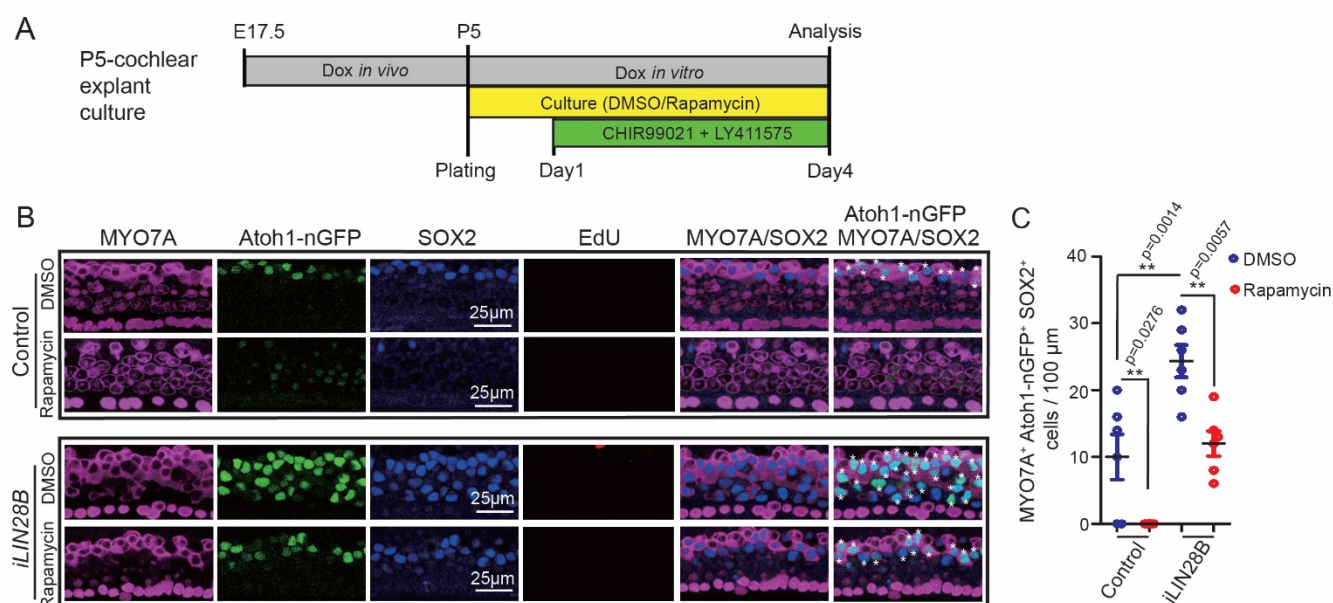 A
E17.5
P5
Analysis
P5-cochlear
explant
culture
Dox in vivo
Dox in vitro
Culture (DMSO/Rapamycin)
CHIR99021 + LY411575
Plating
Day1
Day4
B
MYO7A
Atoh1-nGFP
SOX2
EdU
MYO7A/SOX2
Atoh1-nGFP
MYO7A/SOX2
Control
DMSO
25µm
Rapamycin
25µm
iLIN28B
DMSO
25µm
Rapamycin
25µm
C
MYO7A⁺ Atoh1-nGFP⁺ SOX2⁺
cells / 100 µm
40
30
20
10
0
** p=0.0014
** p=0.0057
** p=0.0276
DMSO
Rapamycin
Control
iLIN28B